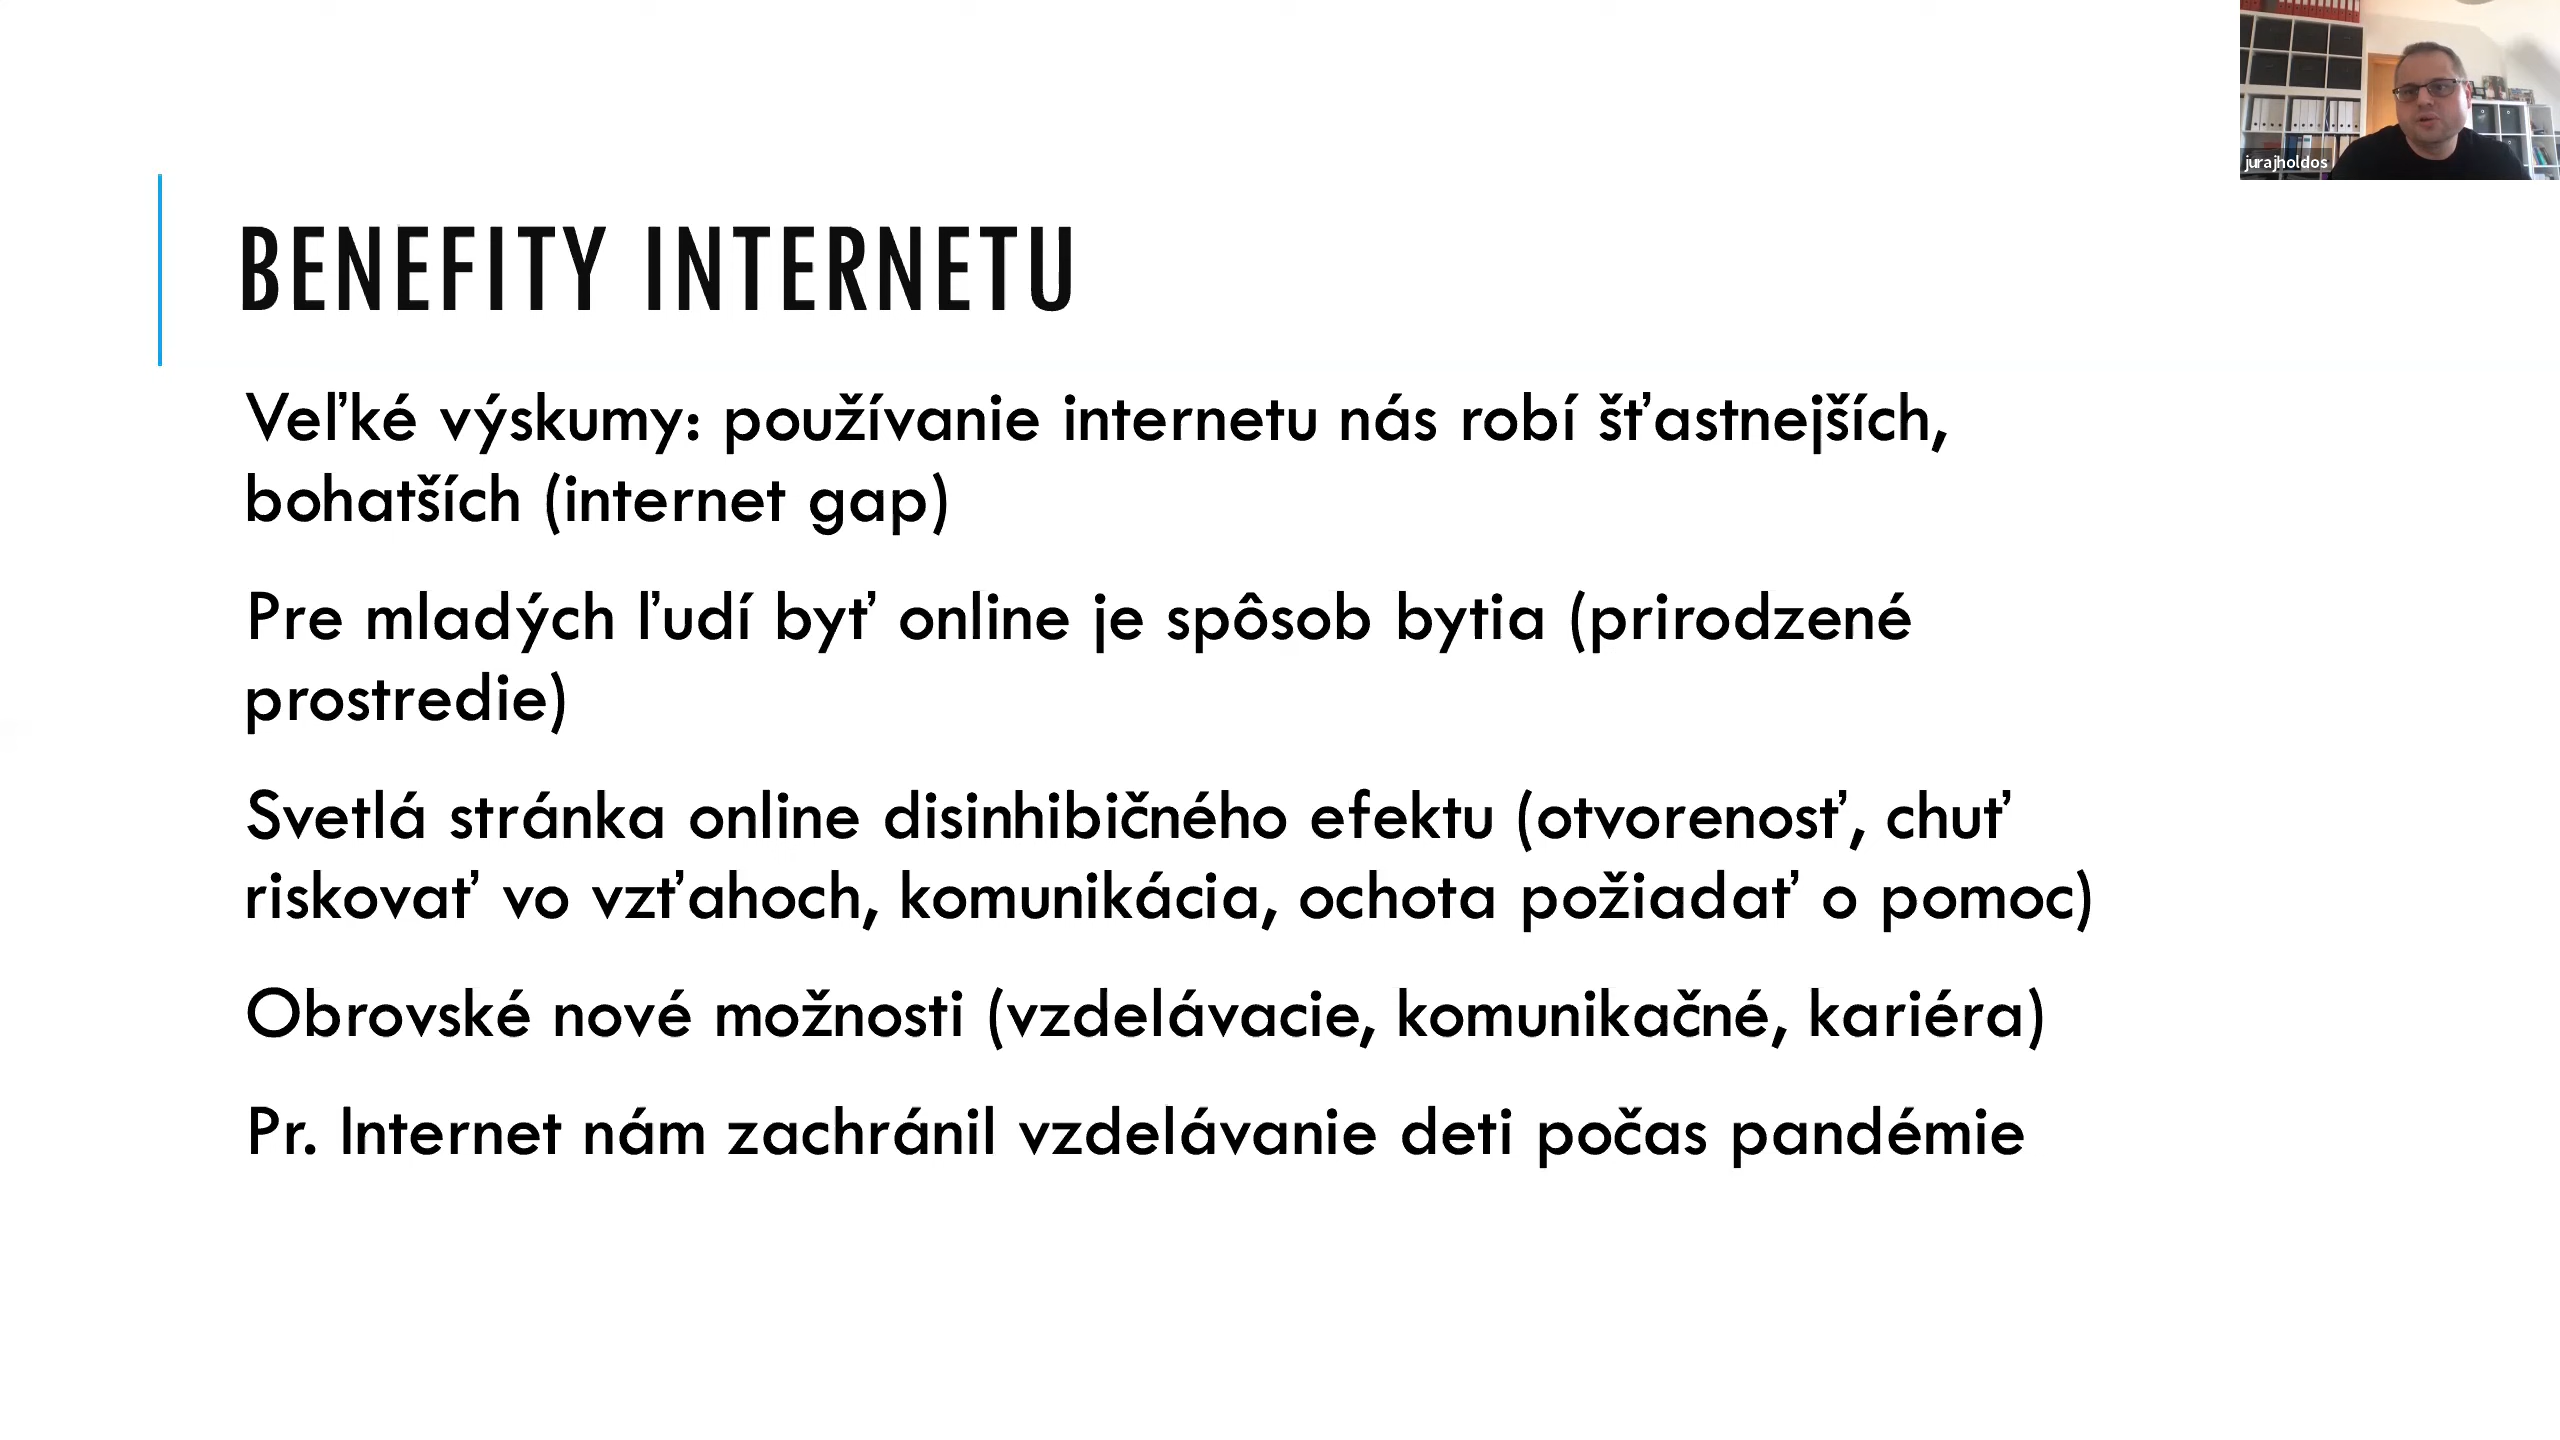 BENEFITY INTERNETU
Veľké výskumy: používanie internetu nás robí šťastnejších,
bohatších (internet gap)
Pre mladých ľudí byť online je spôsob bytia (prirodzené
prostredie)
Svetlá stránka online disinhibičného efektu (otvorenosť, chuť
riskovať vo vzťahoch, komunikácia, ochota požiadať o pomoc)
Obrovské nové možnosti (vzdelávacie, komunikačné, kariéra)
Pr. Internet nám zachránil vzdelávanie deti počas pandémie
jurajholdos